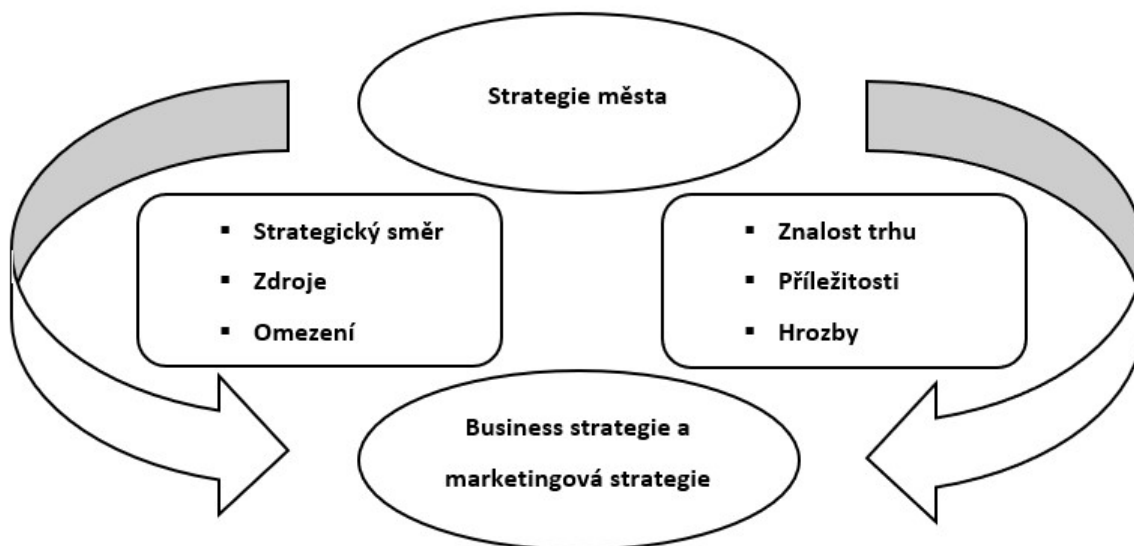 Strategie města
▪ Strategický směr
▪ Zdroje
▪ Omezení
▪ Znalost trhu
▪ Příležitosti
▪ Hrozby
Business strategie a
marketingová strategie